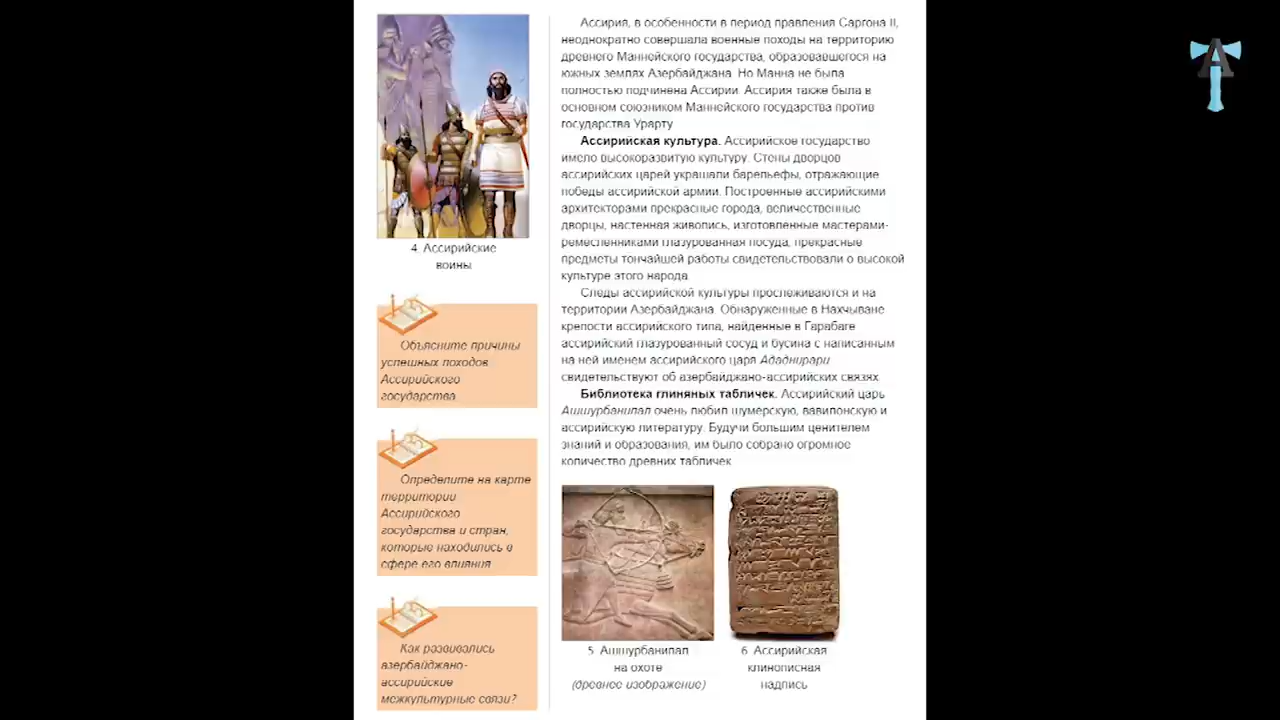 Ассирия, в особенности в период правления Саргона II,
неоднократно совершала военные походы на территорию
древнего Маннейского государства, образовавшегося на
южных землях Азербайджана. Но Манна не была
полностью подчинена Ассирии. Ассирия также была в
основном союзником Маннейского государства против
государства Урарту
Ассирийская культура. Ассирийское государство
имело высокоразвитую культуру. Стены дворцов
ассирийских царей украшали барельефы, отражающие
победы ассирийской армии. Построенные ассирийскими
архитекторами прекрасные города, величественные
дворцы, настенная живопись, изготовленные мастерами-
ремесленниками глазурованная посуда, прекрасные
предметы тончайшей работы свидетельствовали о высокой
культуре этого народа.
Следы ассирийской культуры прослеживаются и на
территории Азербайджана. Обнаруженные в Нахчыване
крепости ассирийского типа, найденные в Гарабаге
ассирийский глазурованный сосуд и бусина с написанным
на ней именем ассирийского царя Ададнирари
свидетельствуют об азербайджано-ассирийских связях
Библиотека глиняных табличек. Ассирийский царь
Ашшурбанипал очень любил шумерскую, вавилонскую и
ассирийскую литературу. Будучи большим ценителем
знаний и образования, им было собрано огромное
количество древних табличек
4. Ассирийские
воины
Объясните причины
успешных походов
Ассирийского
государства
Определите на карте
территории
Ассирийского
государства и стран,
которые находились в
сфере его влияния
Как развивались
азербайджано-
ассирийские
межкультурные связи?
5. Ашшурбанипал
на охоте
(древнее изображение)
6. Ассирийская
клинописная
надпись